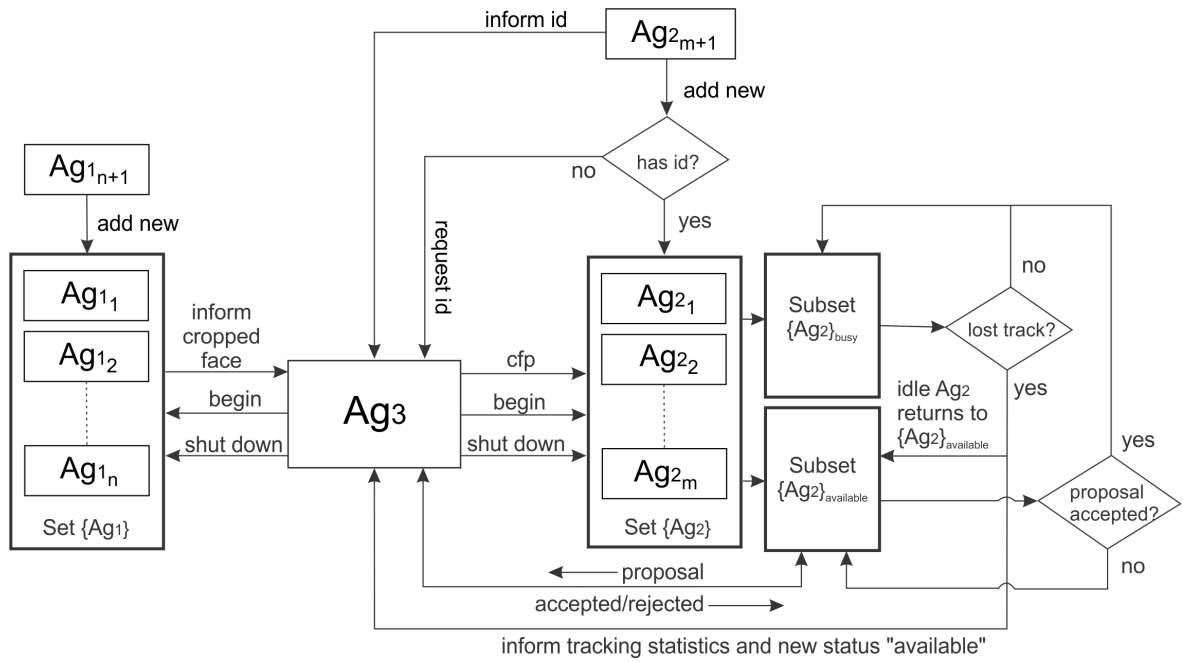 inform id
Ag2m+1
add new
has id?
no
yes
request id
Ag1n+1
add new
Ag11
Ag12
Ag1n
Set {Ag1}
inform
cropped
face
begin
shut down
Ag3
cfp
begin
shut down
Ag21
Ag22
Ag2m
Set {Ag2}
Subset
{Ag2}busy
Subset
{Ag2}available
no
lost track?
yes
idle Ag2
returns to
{Ag2}available
yes
proposal
accepted?
no
proposal
accepted/rejected
inform tracking statistics and new status "available"